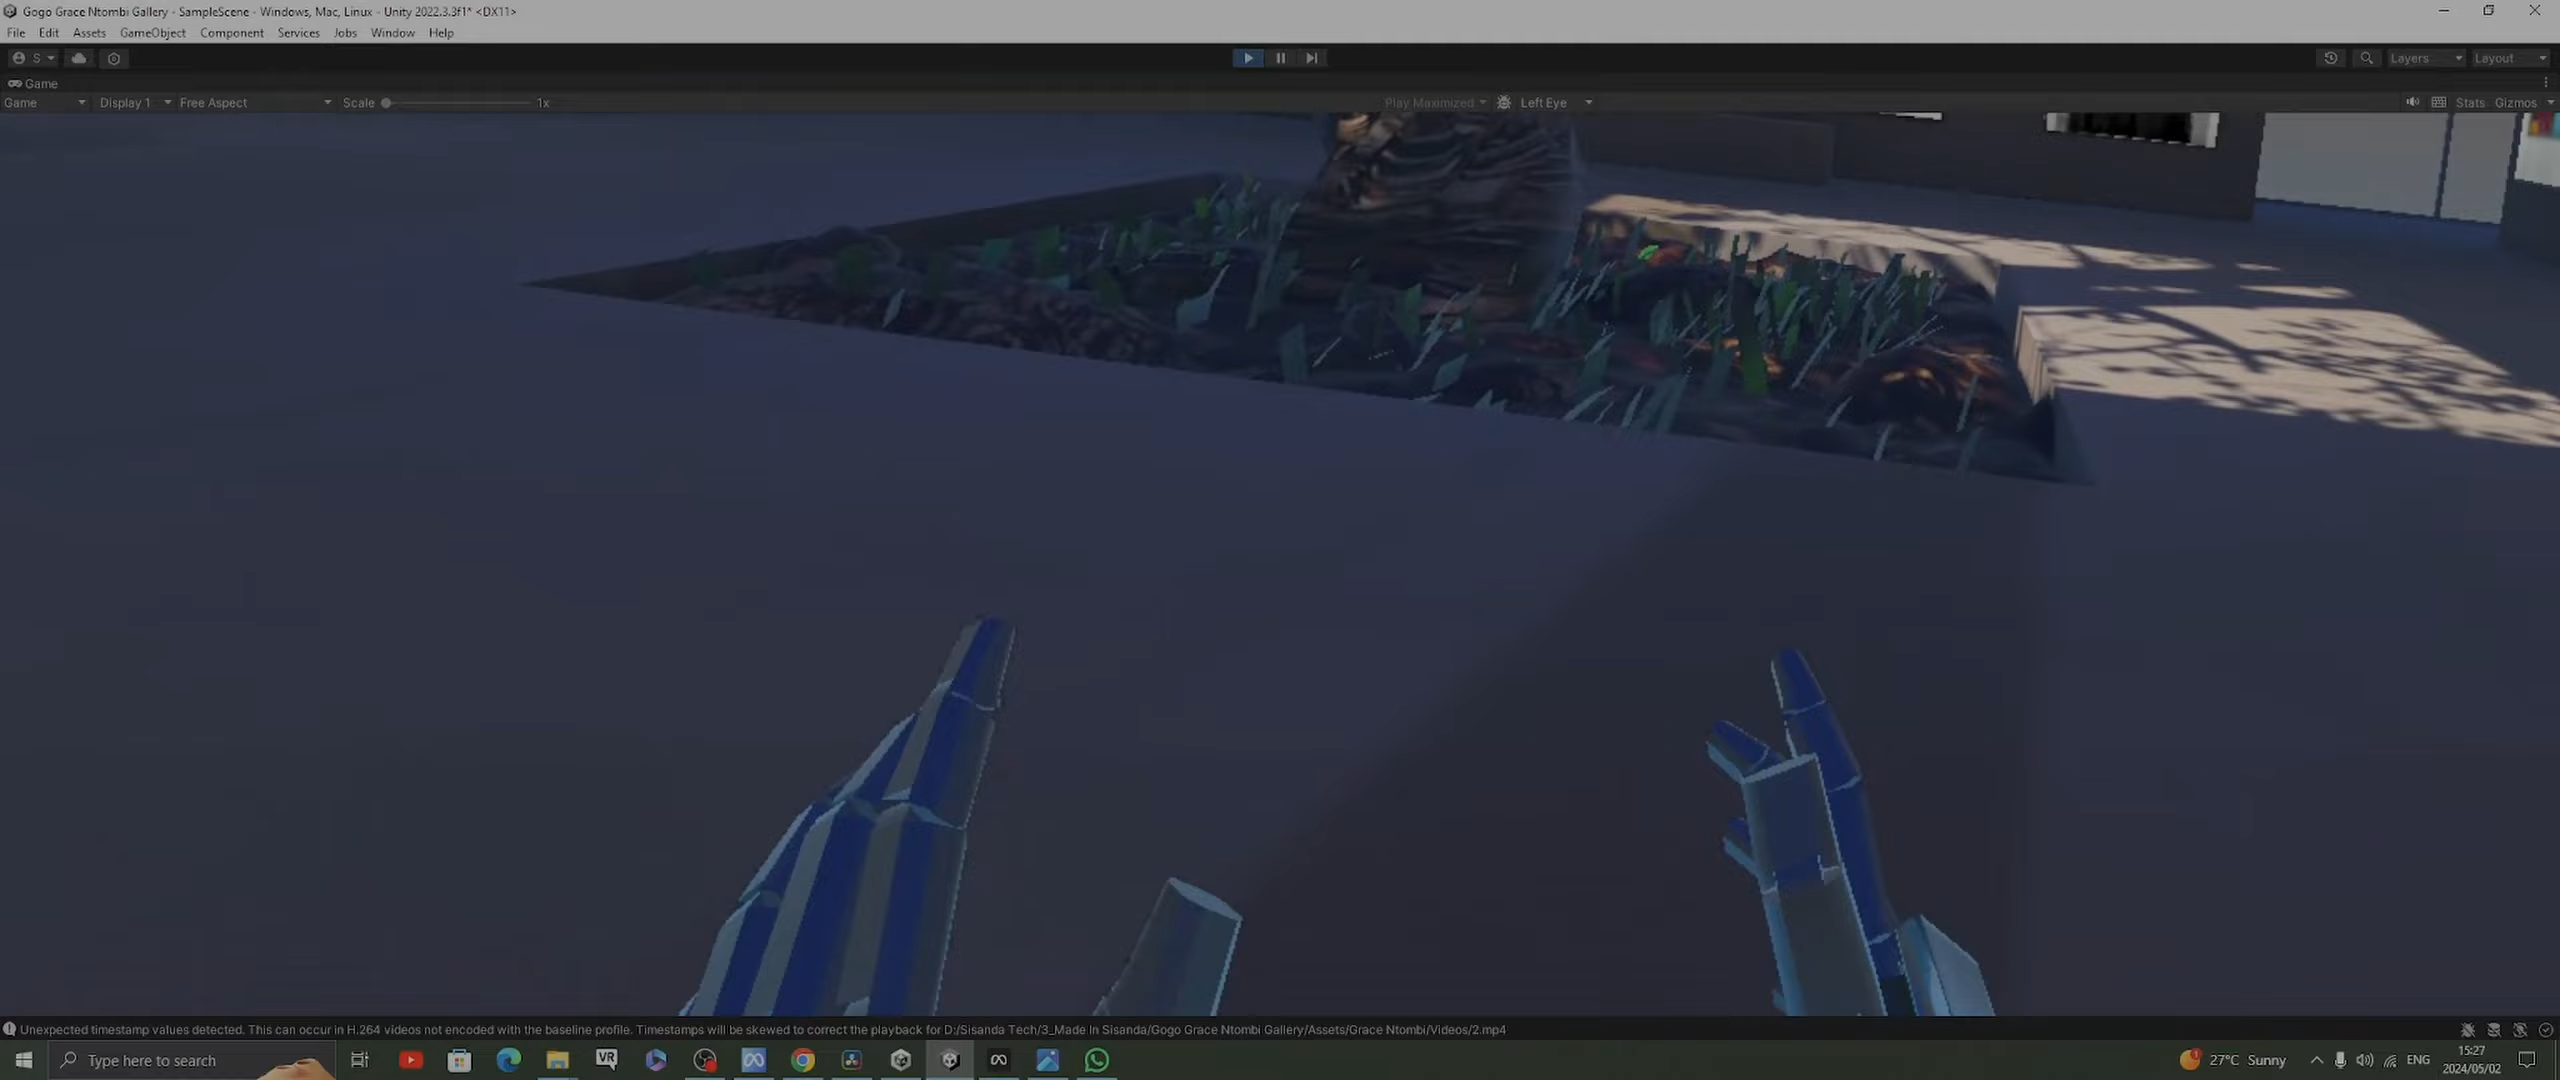 Gogo Grace Ntombi Gallery - SampleScene - Windows, Mac, Linux - Unity 2022.3.3f1* <DX11>
File Edit Assets GameObject Component Services Jobs Window Help
S Layers Layout
Game
Game Display 1 Free Aspect Scale 1x Play Maximized Left Eye Stats Gizmos
Unexpected timestamp values detected. This can occur in H.264 videos not encoded with the baseline profile. Timestamps will be skewed to correct the playback for D:/Sisanda Tech/3_Made In Sisanda/Gogo Grace Ntombi Gallery/Assets/Grace Ntombi/Videos/2.mp4
Type here to search VR 27°C Sunny ENG 15:27
2024/05/02